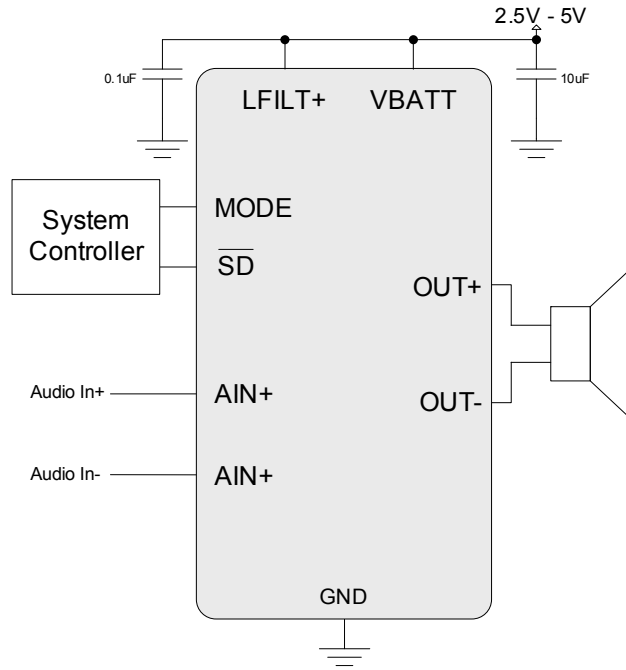 2.5V - 5V
0.1uF
10uF
LFILT+
VBATT
System
Controller
MODE
SD
OUT+
Audio In+
AIN+
OUT-
Audio In-
AIN+
GND